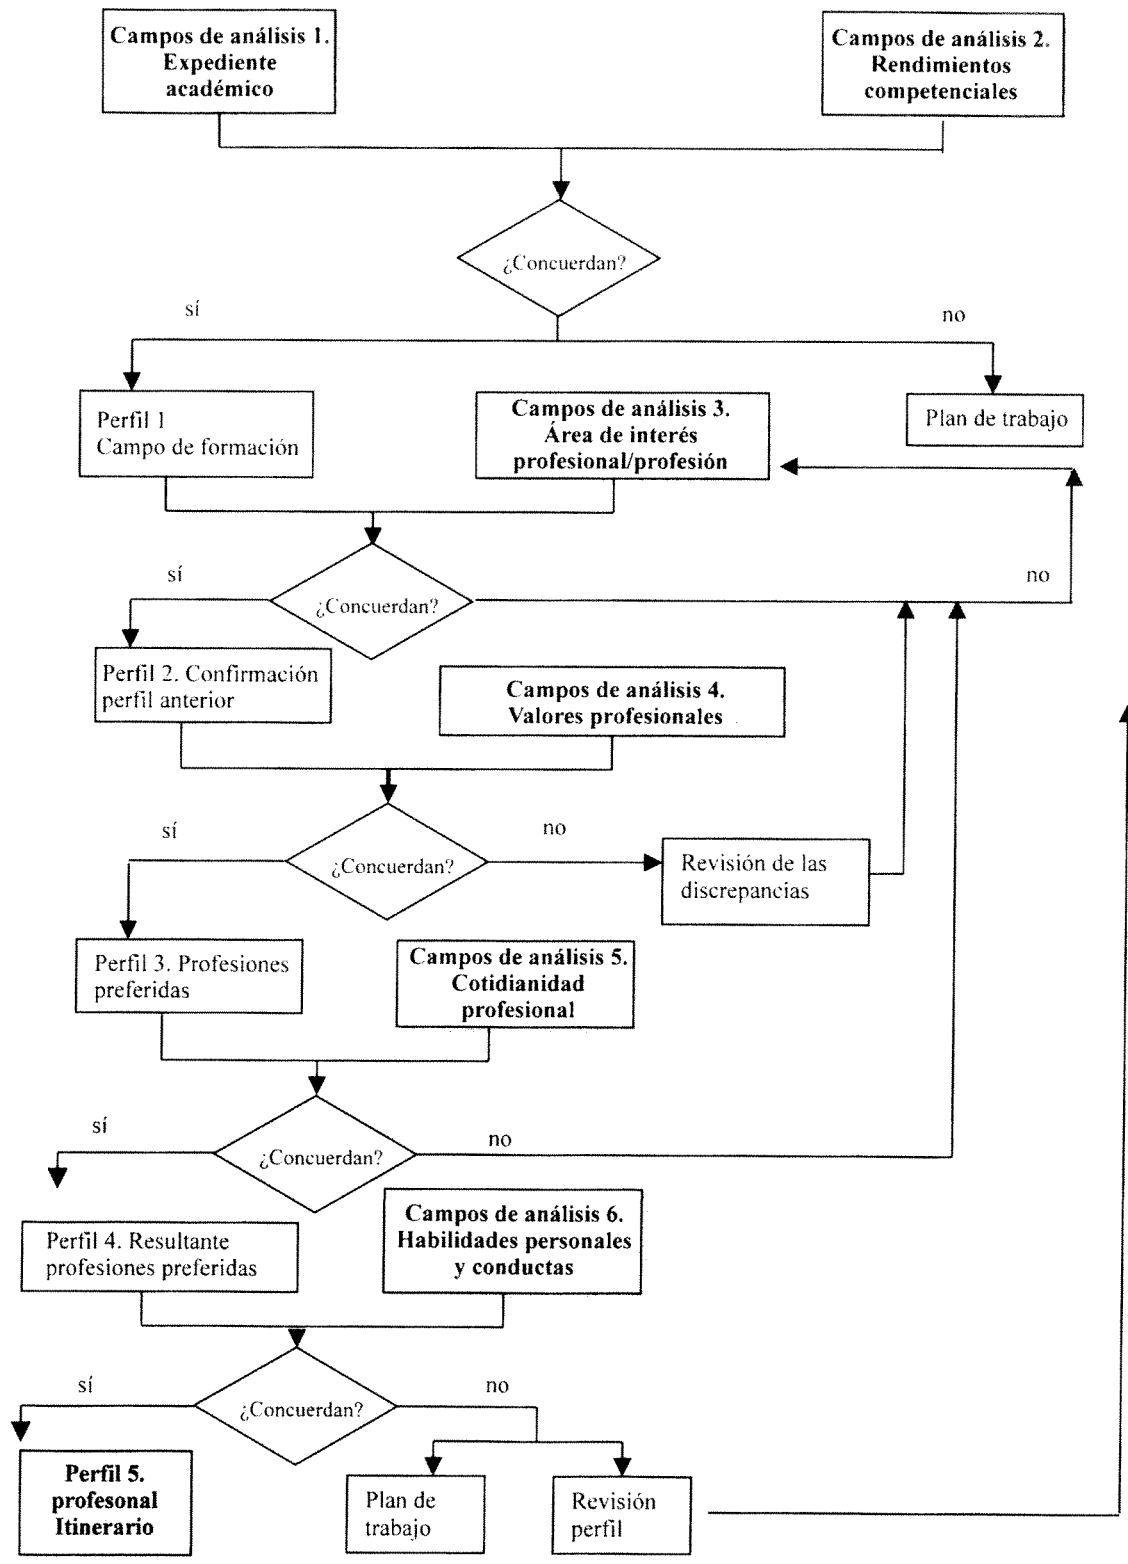 Campos de análisis 1.
Expediente
académico
Campos de análisis 2.
Rendimientos
competenciales
¿Concuerdan?
sí
no
Perfil 1
Campo de formación
Campos de análisis 3.
Área de interés
profesional/profesión
Plan de trabajo
sí
¿Concuerdan?
no
Perfil 2. Confirmación
perfil anterior
Campos de análisis 4.
Valores profesionales
sí
¿Concuerdan?
no
Revisión de las
discrepancias
Perfil 3. Profesiones
preferidas
Campos de análisis 5.
Cotidianidad
profesional
sí
¿Concuerdan?
no
Perfil 4. Resultante
profesiones preferidas
Campos de análisis 6.
Habilidades personales
y conductas
sí
¿Concuerdan?
no
Perfil 5.
profesonal
Itinerario
Plan de
trabajo
Revisión
perfil